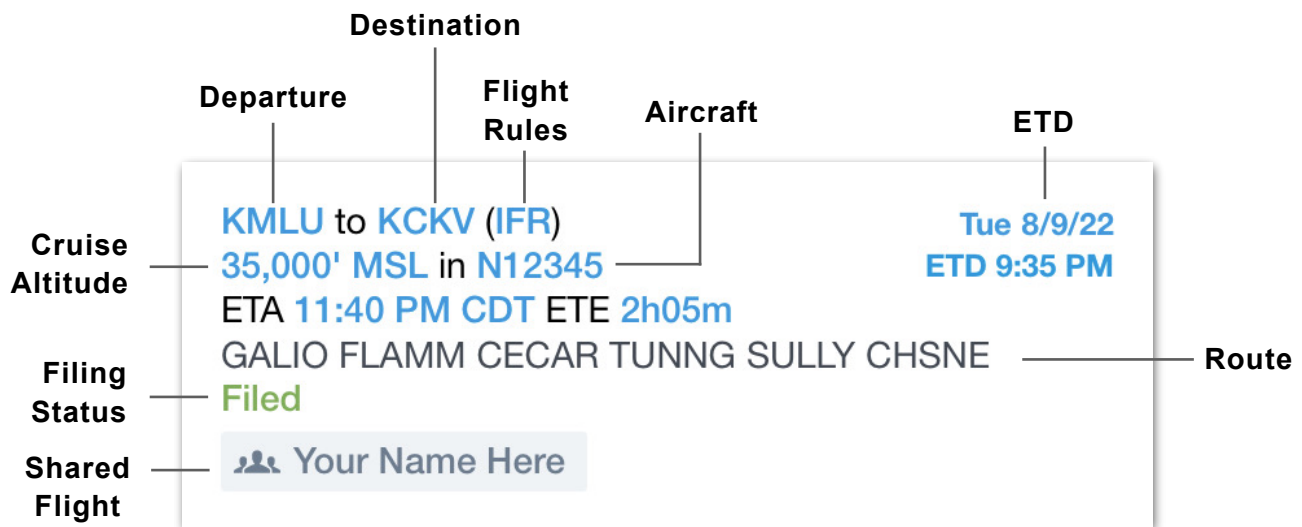 Destination
Departure
Flight
Rules
Aircraft
ETD
KMLU to KCKV (IFR)
Tue 8/9/22
Cruise
Altitude
35,000' MSL in N12345
ETD 9:35 PM
ETA 11:40 PM CDT ETE 2h05m
GALIO FLAMM CECAR TUNNG SULLY CHSNE
Route
Filing
Status
Filed
Shared
Flight
Your Name Here